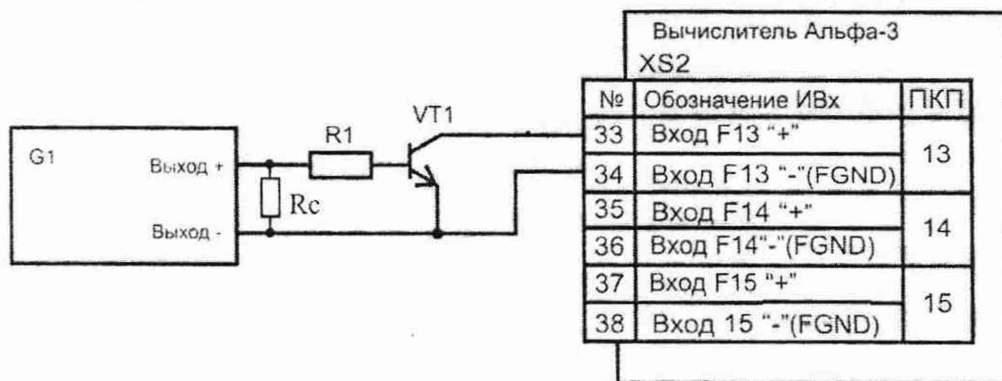 Вычислитель Альфа-3
XS2
№ Обозначение ИВх ПКП
33 Вход F13 "+"
13
34 Вход F13 "-"(FGND)
35 Вход F14 "+"
14
36 Вход F14"-"(FGND)
37 Вход F15 "+"
15
38 Вход 15 "-"(FGND)
VT1
R1
G1
Выход +
Rc
Выход -